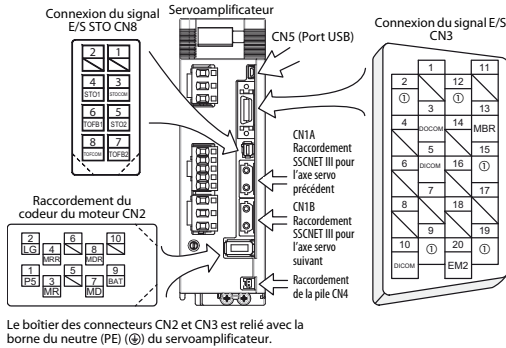 Connexion du signal
E/S STO CN8
Servoamplificateur
CN5 (Port USB)
Connexion du signal E/S
CN3
2 1
4 3
STO1 STOCOM
6 5
TOFB1 STO2
8 7
TOFCOM TOFB2
Raccordement du
codeur du moteur CN2
2 6 10
LG 4 8
MRR MDR
1 5 9
P5 3 7 BAT
MR MD
CN1A
Raccordement
SSCNET III pour
l'axe servo
précédent
CN1B
Raccordement
SSCNET III pour
l'axe servo
suivant
Raccordement
de la pile CN4
1 11
2 12
① ①
3 13
4 DOCOM 14 MBR
5 15
6 DICOM 16 ①
7 17
8 18
9 19
10 ① 20 ①
DICOM EM2
Le boîtier des connecteurs CN2 et CN3 est relié avec la
borne du neutre (PE) (⏚) du servoamplificateur.